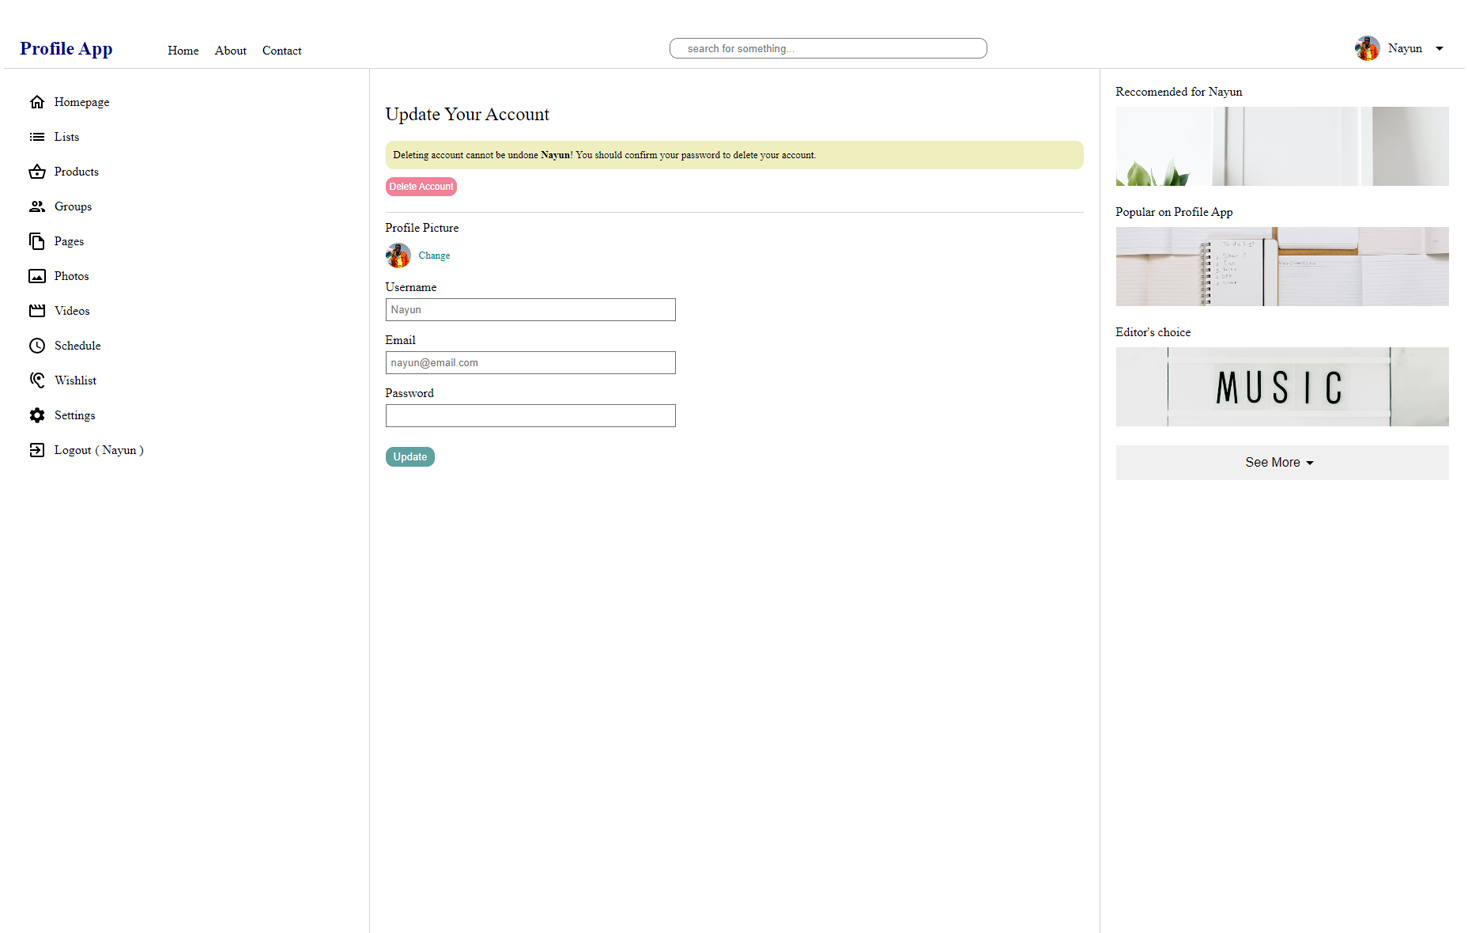 Profile App
Home
About
Contact
search for something...
Nayun
Homepage
Lists
Products
Groups
Pages
Photos
Videos
Schedule
Wishlist
Settings
Logout ( Nayun )
Update Your Account
Deleting account cannot be undone Nayun! You should confirm your password to delete your account.
Delete Account
Profile Picture
Change
Username
Nayun
Email
nayun@email.com
Password
Update
Reccomended for Nayun
Popular on Profile App
To do list
Editor's choice
MUSIC
See More